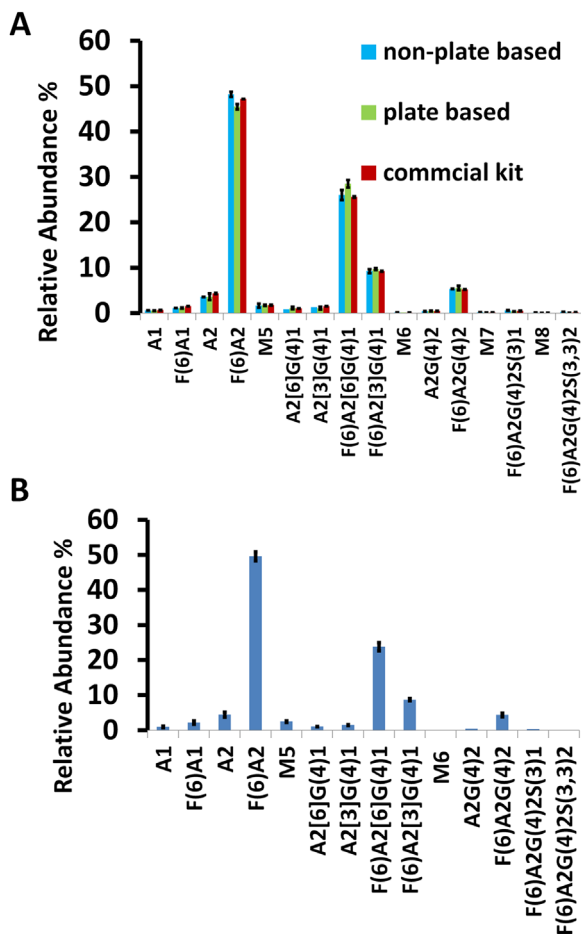 A
Relative Abundance %
60
50
40
30
20
10
0
non-plate based
plate based
commcial kit
A1
F(6)A1
A2
F(6)A2
M5
A2[6]G(4)1
A2[3]G(4)1
F(6)A2[6]G(4)1
F(6)A2[3]G(4)1
M6
A2G(4)2
F(6)A2G(4)2
M7
F(6)A2G(4)2S(3)1
M8
F(6)A2G(4)2S(3,3)2
B
Relative Abundance %
60
50
40
30
20
10
0
A1
F(6)A1
A2
F(6)A2
M5
A2[6]G(4)1
A2[3]G(4)1
F(6)A2[6]G(4)1
F(6)A2[3]G(4)1
M6
A2G(4)2
F(6)A2G(4)2
F(6)A2G(4)2S(3)1
F(6)A2G(4)2S(3,3)2